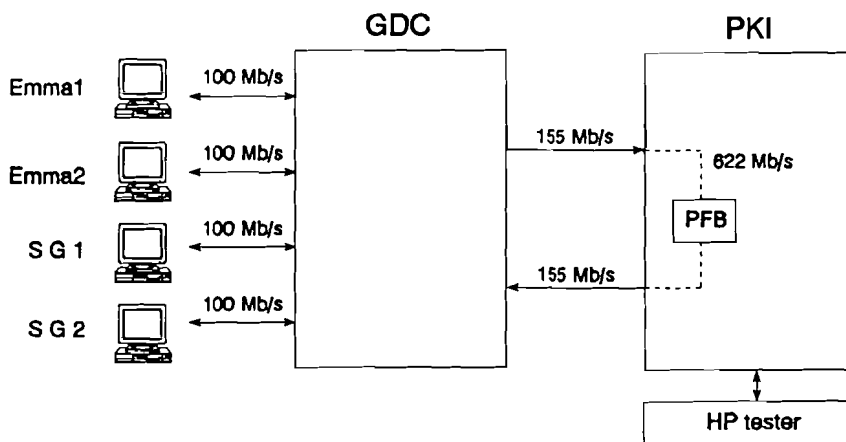 GDC
PKI
Emma1
100 Mb/s
Emma2
100 Mb/s
S G 1
100 Mb/s
S G 2
100 Mb/s
155 Mb/s
622 Mb/s
PFB
155 Mb/s
HP tester